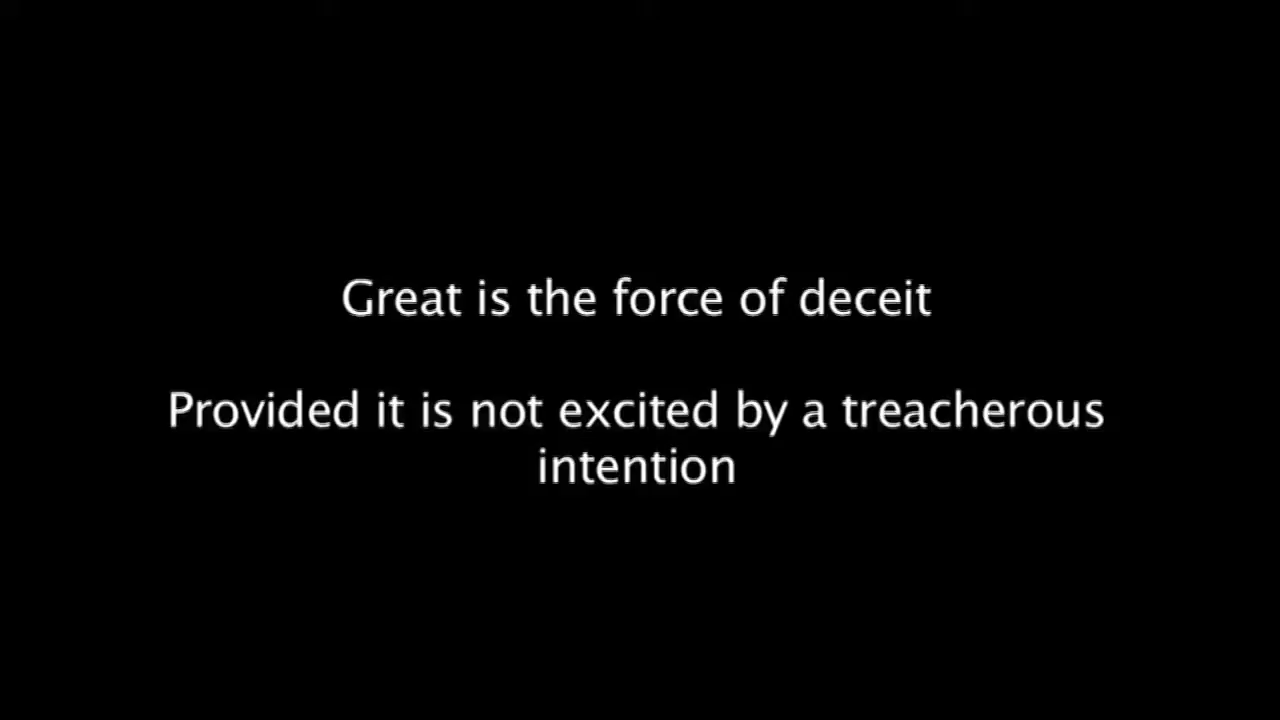 Great is the force of deceit
Provided it is not excited by a treacherous
intention